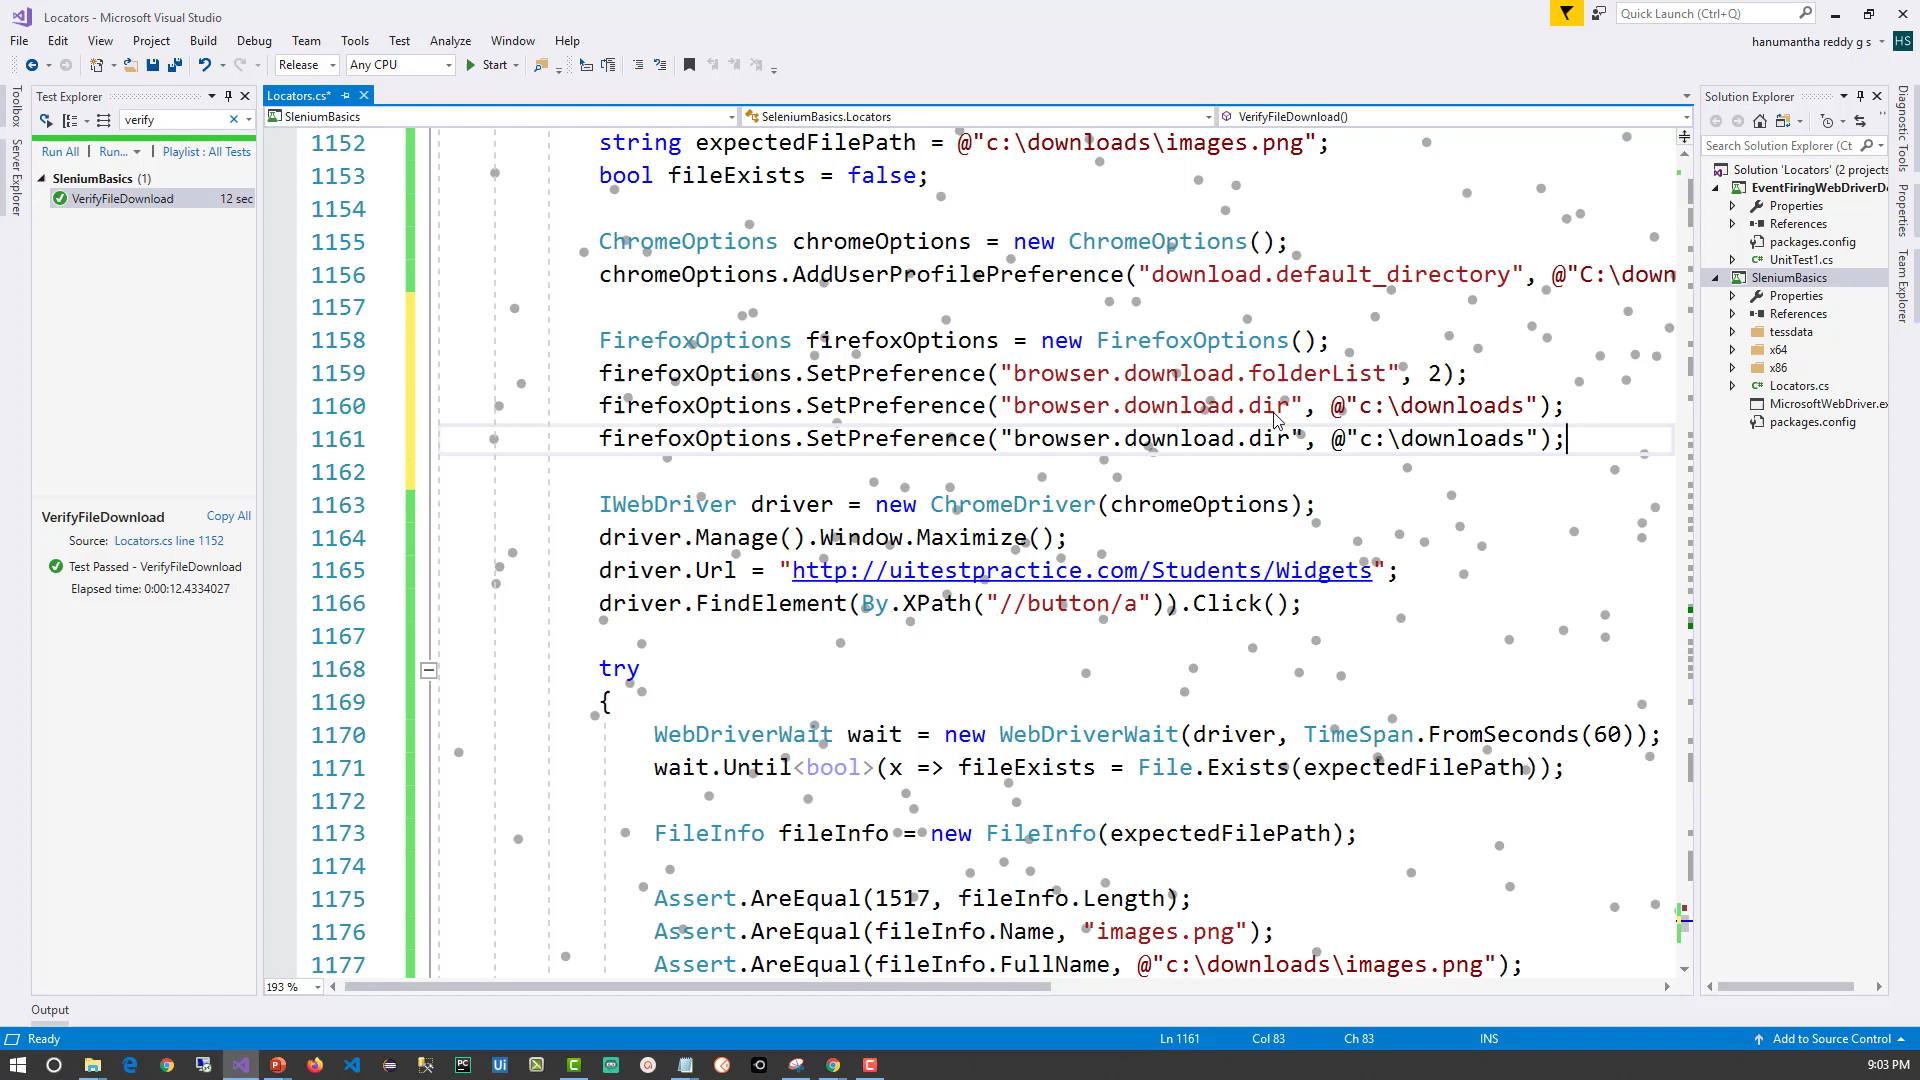 Locators - Microsoft Visual Studio
Quick Launch (Ctrl+Q)
File Edit View Project Build Debug Team Tools Test Analyze Window Help
hanumantha reddy g s HS
Release Any CPU Start
Toolbox
Server Explorer
Test Explorer
verify
Run All | Run... | Playlist : All Tests
SleniumBasics (1)
VerifyFileDownload 12 sec
VerifyFileDownload Copy All
Source: Locators.cs line 1152
Test Passed - VerifyFileDownload
Elapsed time: 0:00:12.4334027
Locators.cs*
SleniumBasics SeleniumBasics.Locators VerifyFileDownload()
1152 string expectedFilePath = @"c:\downloads\images.png";
1153 bool fileExists = false;
1154
1155 ChromeOptions chromeOptions = new ChromeOptions();
1156 chromeOptions.AddUserProfilePreference("download.default_directory", @"C:\down
1157
1158 FirefoxOptions firefoxOptions = new FirefoxOptions();
1159 firefoxOptions.SetPreference("browser.download.folderList", 2);
1160 firefoxOptions.SetPreference("browser.download.dir", @"c:\downloads");
1161 firefoxOptions.SetPreference("browser.download.dir", @"c:\downloads");
1162
1163 IWebDriver driver = new ChromeDriver(chromeOptions);
1164 driver.Manage().Window.Maximize();
1165 driver.Url = "http://uitestpractice.com/Students/Widgets";
1166 driver.FindElement(By.XPath("//button/a")).Click();
1167
1168 try
1169 {
1170 WebDriverWait wait = new WebDriverWait(driver, TimeSpan.FromSeconds(60));
1171 wait.Until<bool>(x => fileExists = File.Exists(expectedFilePath));
1172
1173 FileInfo fileInfo = new FileInfo(expectedFilePath);
1174
1175 Assert.AreEqual(1517, fileInfo.Length);
1176 Assert.AreEqual(fileInfo.Name, "images.png");
1177 Assert.AreEqual(fileInfo.FullName, @"c:\downloads\images.png");
193 %
Solution Explorer
Search Solution Explorer (Ct
Solution 'Locators' (2 projects
EventFiringWebDriverDe
Properties
References
packages.config
UnitTest1.cs
SleniumBasics
Properties
References
tessdata
x64
x86
Locators.cs
MicrosoftWebDriver.ex
packages.config
Diagnostic Tools
Properties
Team Explorer
Output
Ready Ln 1161 Col 83 Ch 83 INS Add to Source Control
9:03 PM